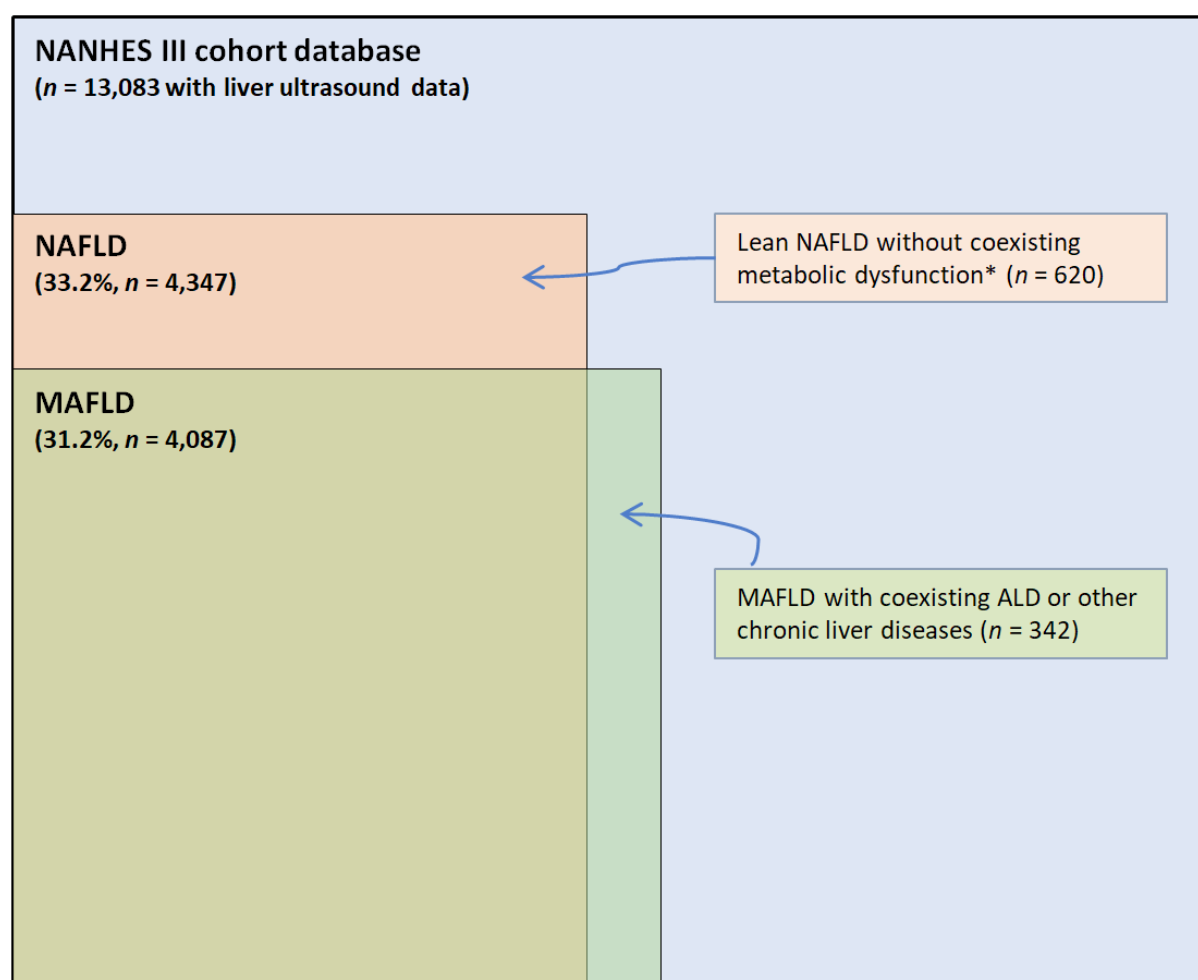 NANHES III cohort database
(n = 13,083 with liver ultrasound data)
NAFLD
(33.2%, n = 4,347)
Lean NAFLD without coexisting
metabolic dysfunction* (n = 620)
MAFLD
(31.2%, n = 4,087)
MAFLD with coexisting ALD or other
chronic liver diseases (n = 342)